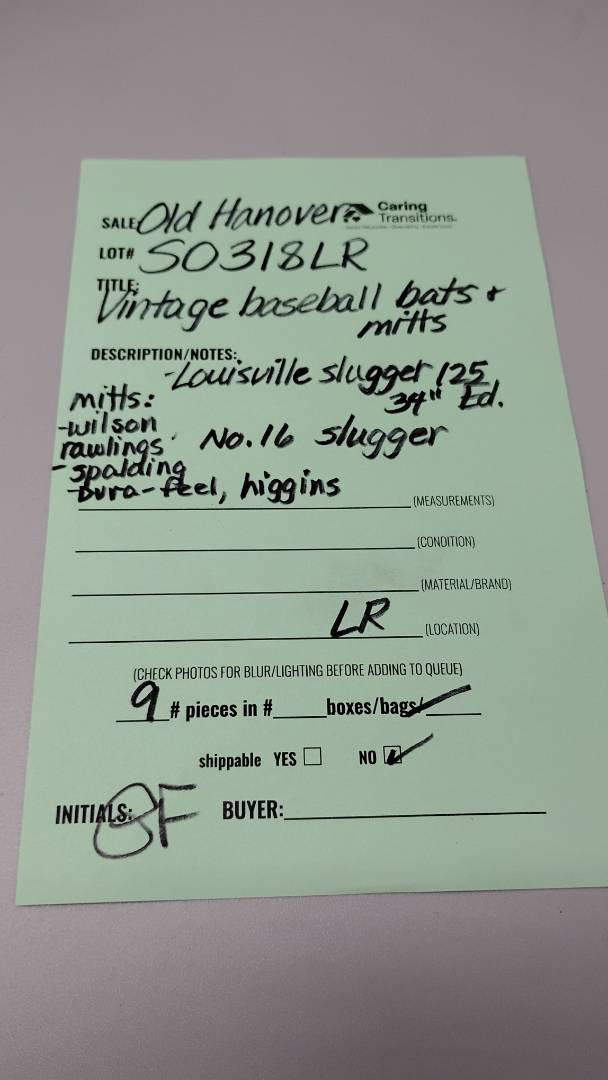 SALE: Old Hanover Caring Transitions
LOT# SO318LR
TITLE: Vintage baseball bats +
mitts
DESCRIPTION/NOTES:
-Louisville slugger 125
34" Ed.
No. 16 slugger
mitts:
-wilson
rawlings
-spalding
-Dura-feel, higgins
(MEASUREMENTS)
(CONDITION)
(MATERIAL/BRAND)
LR (LOCATION)
(CHECK PHOTOS FOR BLUR/LIGHTING BEFORE ADDING TO QUEUE)
9 # pieces in # boxes/bags/
shippable YES NO
INITIALS: BUYER: